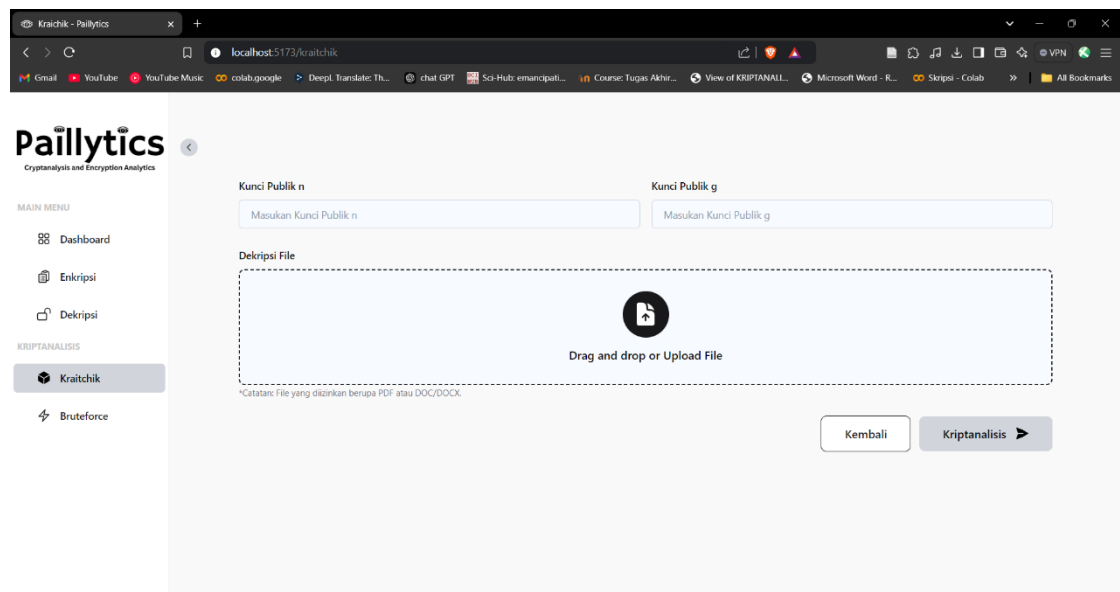 Kraichik - Paillytics
localhost:5173/kraitchik
VPN
Gmail YouTube YouTube Music colab.google DeepL Translate: Th... chat GPT Sci-Hub: emancipati... Course: Tugas Akhir... View of KRIPTANALI... Microsoft Word - R... Skripsi - Colab » All Bookmarks
Paillytics
Cryptanalysis and Encryption Analytics
MAIN MENU
Dashboard
Enkripsi
Dekripsi
KRIPTANALISIS
Kraitchik
Bruteforce
Kunci Publik n Kunci Publik g
Masukan Kunci Publik n Masukan Kunci Publik g
Dekripsi File
Drag and drop or Upload File
*Catatan: File yang diizinkan berupa PDF atau DOC/DOCX.
Kembali Kriptanalisis